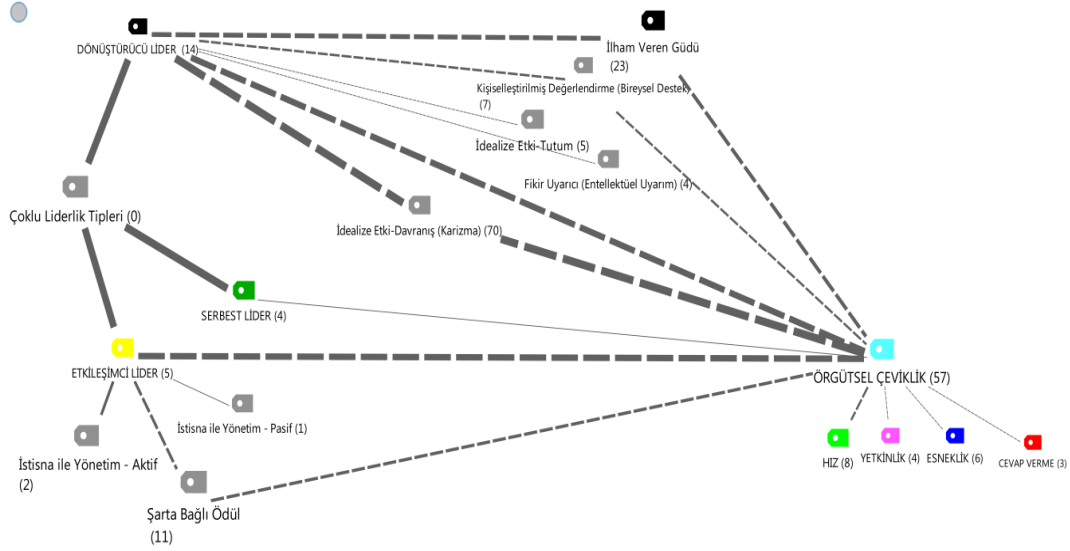 DÖNÜŞTÜRÜCÜ LİDER (14)
İlham Veren Güdü
(23)
Kişiselleştirilmiş Değerlendirme (Bireysel Destek)
(7)
İdealize Etki-Tutum (5)
Fikir Uyarıcı (Entellektüel Uyarım) (4)
Çoklu Liderlik Tipleri (0)
İdealize Etki-Davranış (Karizma) (70)
SERBEST LİDER (4)
ETKİLEŞİMCİ LİDER (5)
ÖRGÜTSEL ÇEVİKLİK (57)
İstisna ile Yönetim - Pasif (1)
İstisna ile Yönetim - Aktif
(2)
HIZ (8)
YETKİNLİK (4)
ESNEKLİK (6)
CEVAP VERME (3)
Şarta Bağlı Ödül
(11)